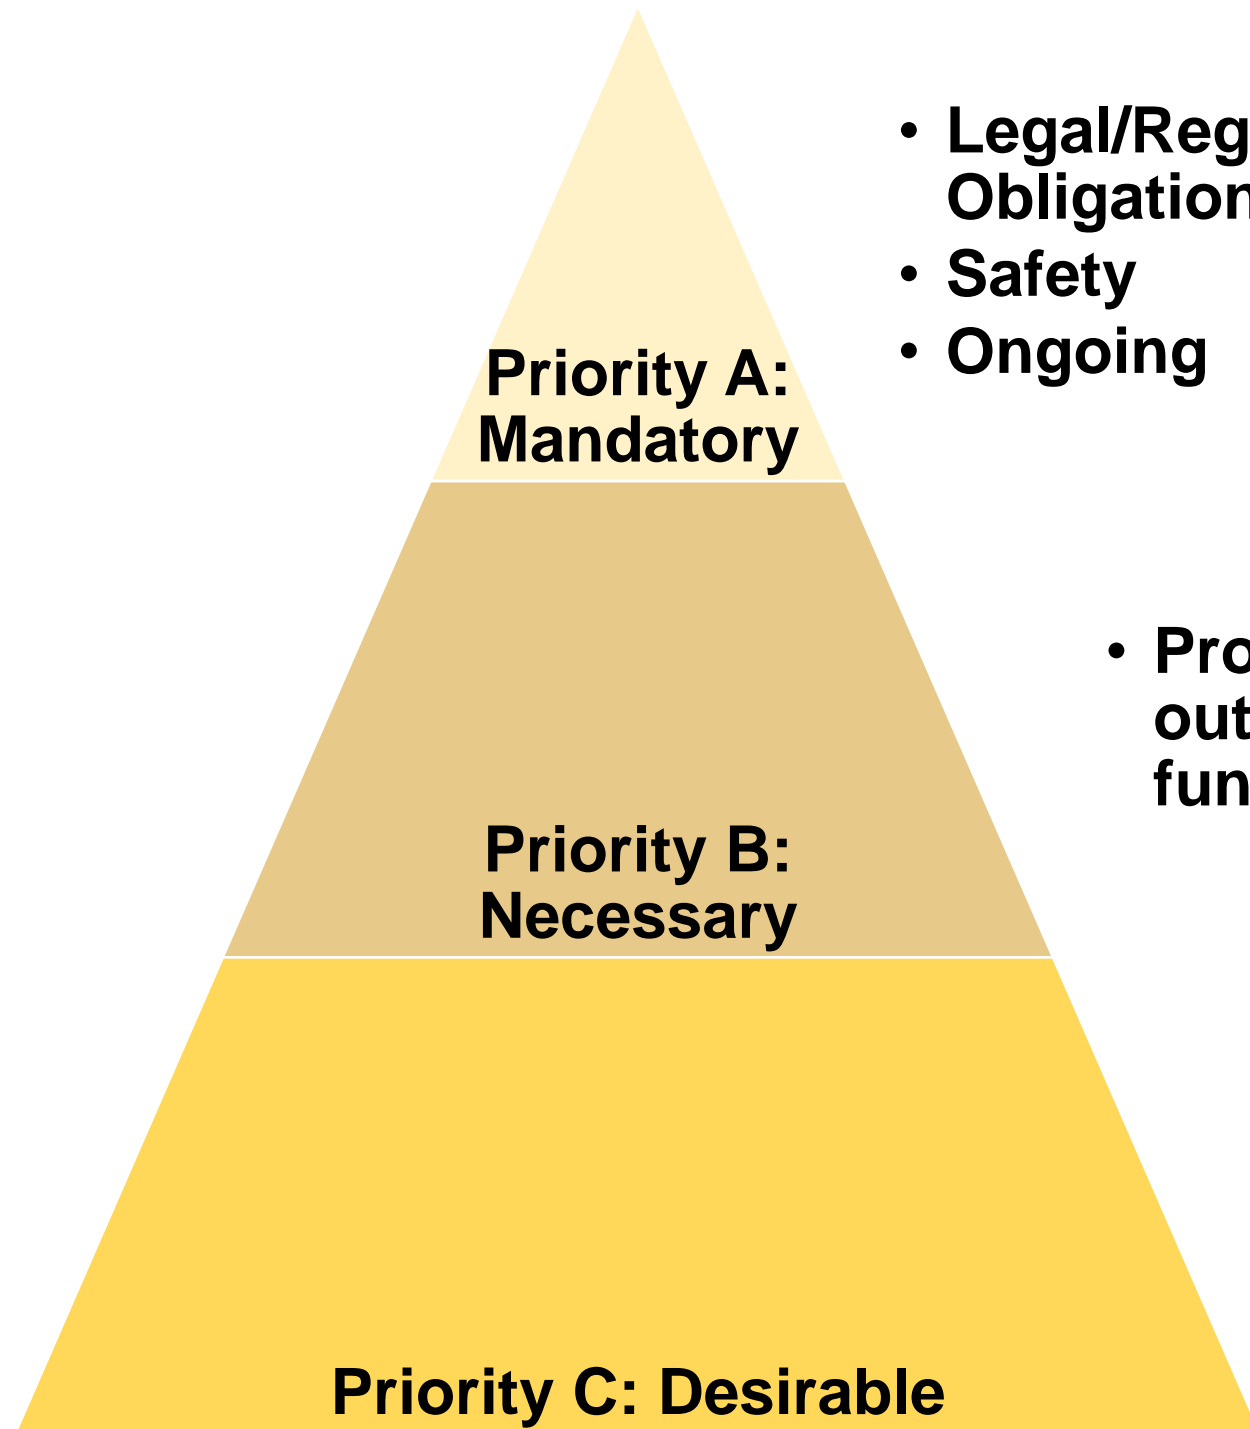 • Legal/Reg
Obligation
• Safety
• Ongoing
Priority A:
Mandatory
• Pro
out
fun
Priority B:
Necessary
Priority C: Desirable